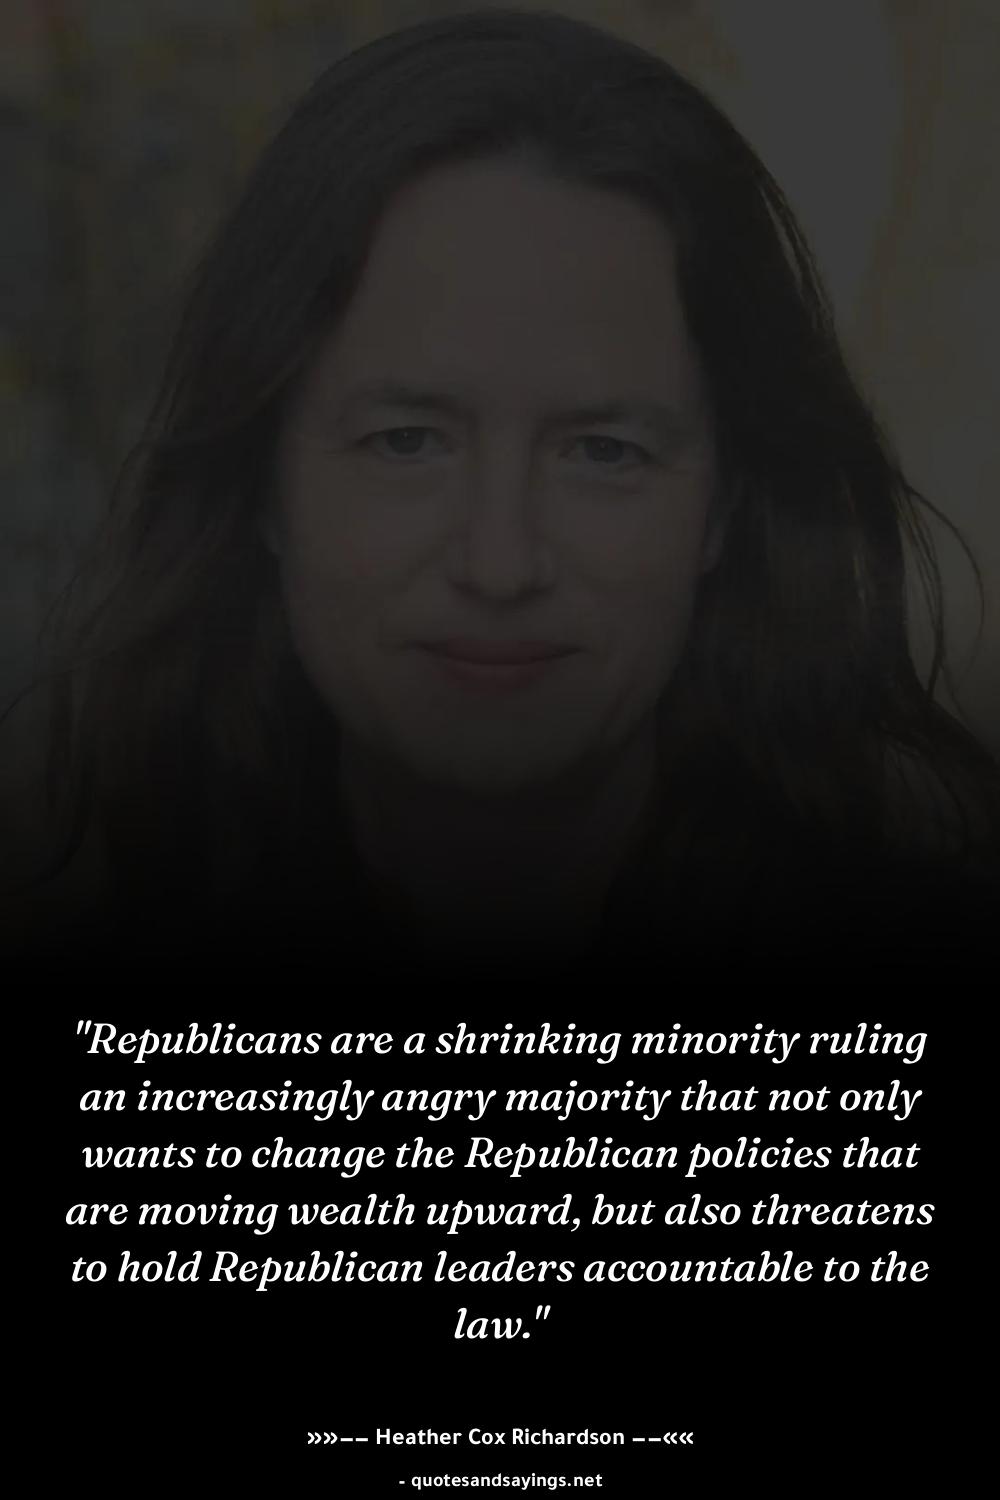 "Republicans are a shrinking minority ruling
an increasingly angry majority that not only
wants to change the Republican policies that
are moving wealth upward, but also threatens
to hold Republican leaders accountable to the
law."
»»–– Heather Cox Richardson ––««
- quotesandsayings.net